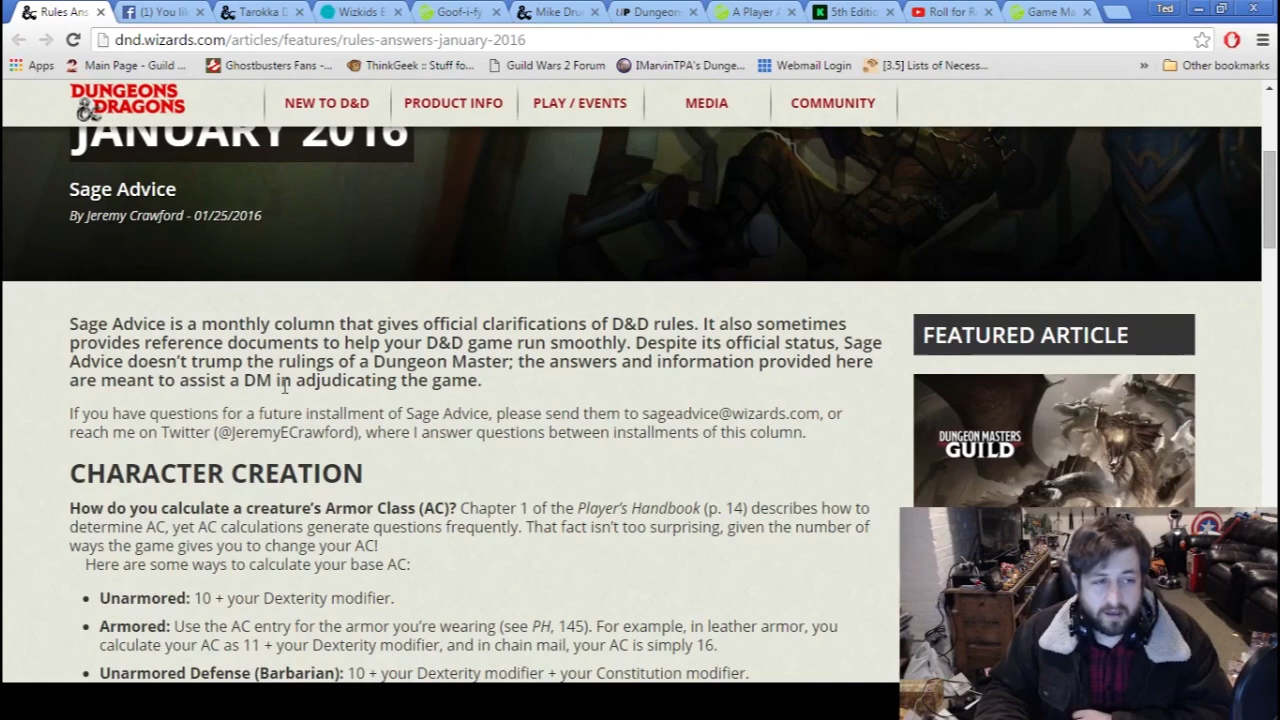 Rules Ans
(1) You lik
Tarokka D
Wizkids E
Goof-i-fy
Mike Dru
UP Dungeon
A Player A
5th Editio
Roll for R
Game Ma
Ted
dnd.wizards.com/articles/features/rules-answers-january-2016
Apps
Main Page - Guild ...
Ghostbusters Fans -...
ThinkGeek :: Stuff fo...
Guild Wars 2 Forum
IMarvinTPA's Dunge...
Webmail Login
[3.5] Lists of Necess...
»
Other bookmarks
DUNGEONS
& DRAGONS
NEW TO D&D
PRODUCT INFO
PLAY / EVENTS
MEDIA
COMMUNITY
JANUARY 2016
Sage Advice
By Jeremy Crawford - 01/25/2016
Sage Advice is a monthly column that gives official clarifications of D&D rules. It also sometimes
provides reference documents to help your D&D game run smoothly. Despite its official status, Sage
Advice doesn't trump the rulings of a Dungeon Master; the answers and information provided here
are meant to assist a DM in adjudicating the game.
If you have questions for a future installment of Sage Advice, please send them to sageadvice@wizards.com, or
reach me on Twitter (@JeremyECrawford), where I answer questions between installments of this column.
CHARACTER CREATION
How do you calculate a creature's Armor Class (AC)? Chapter 1 of the Player's Handbook (p. 14) describes how to
determine AC, yet AC calculations generate questions frequently. That fact isn't too surprising, given the number of
ways the game gives you to change your AC!
Here are some ways to calculate your base AC:
• Unarmored: 10 + your Dexterity modifier.
• Armored: Use the AC entry for the armor you're wearing (see PH, 145). For example, in leather armor, you
calculate your AC as 11 + your Dexterity modifier, and in chain mail, your AC is simply 16.
• Unarmored Defense (Barbarian): 10 + your Dexterity modifier + your Constitution modifier.
FEATURED ARTICLE
DUNGEON MASTERS
GUILD